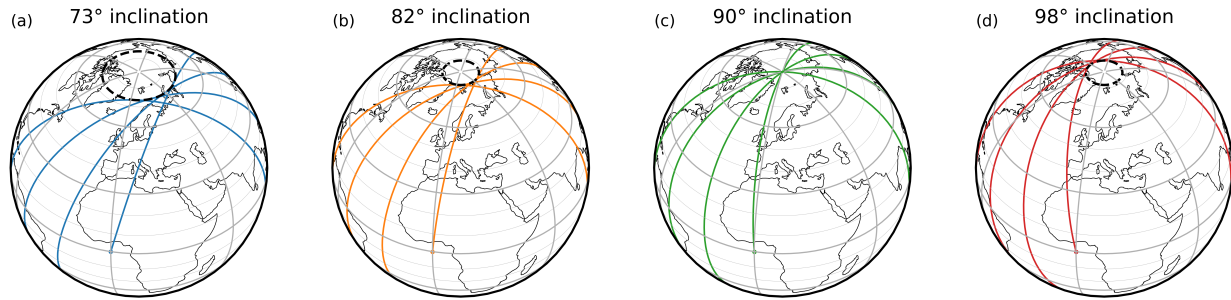 (a) 73° inclination
(b) 82° inclination
(c) 90° inclination
(d) 98° inclination